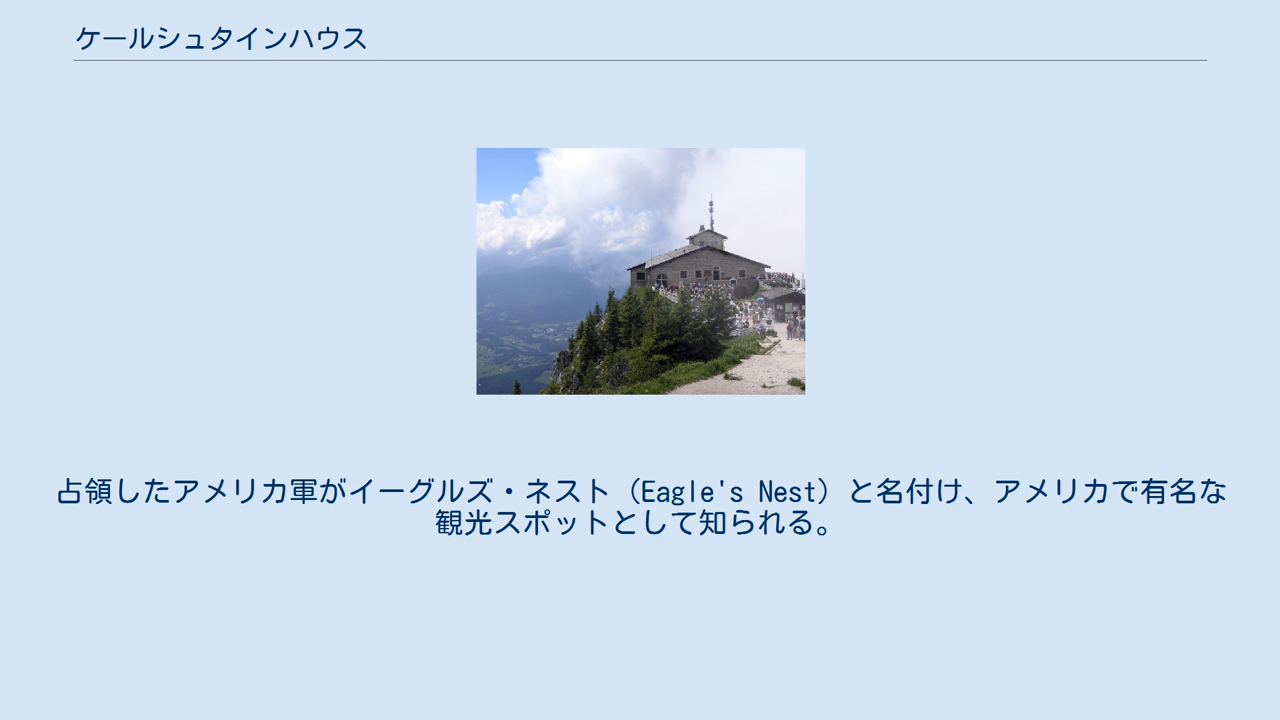 ケールシュタインハウス
占領したアメリカ軍がイーグルズ・ネスト（Eagle's Nest）と名付け、アメリカで有名な
観光スポットとして知られる。